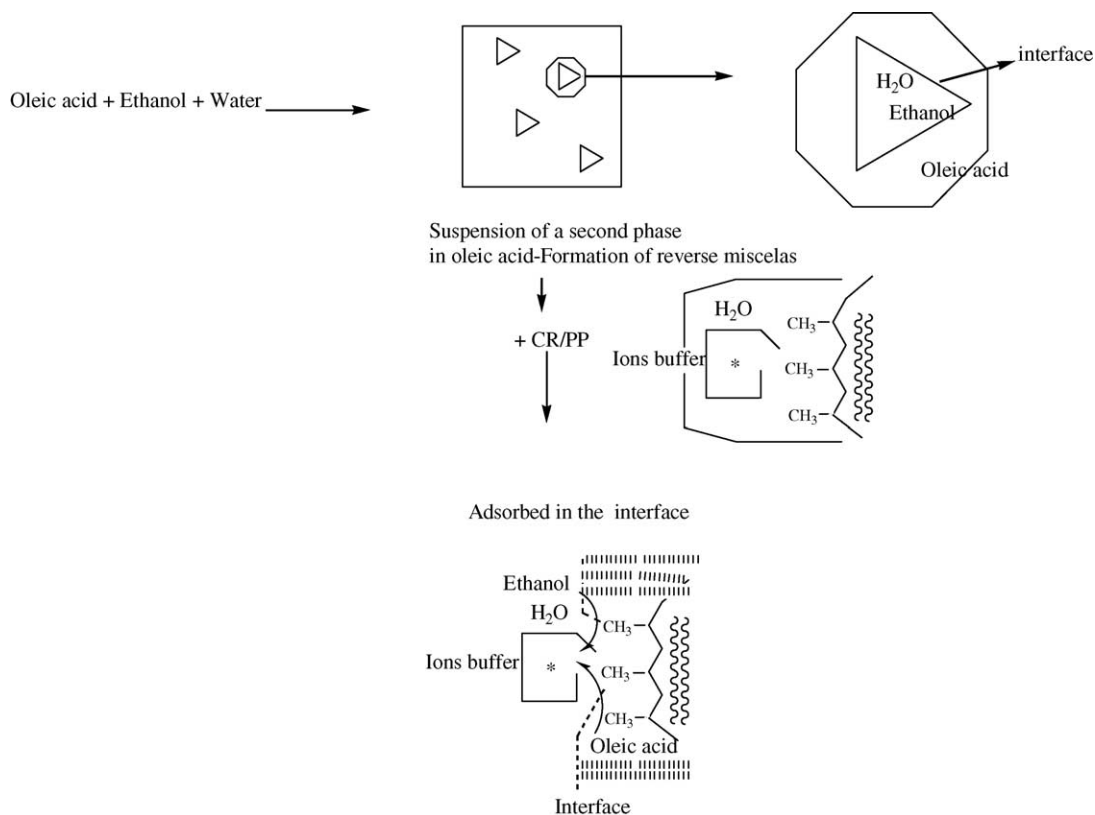 Oleic acid + Ethanol + Water
H₂O
Ethanol
Oleic acid
interface
Suspension of a second phase
in oleic acid-Formation of reverse miscelas
+ CR/PP
H₂O
Ions buffer
*
CH₃
CH₃
CH₃
Adsorbed in the interface
Ethanol
H₂O
Ions buffer
*
CH₃
CH₃
CH₃
Oleic acid
Interface